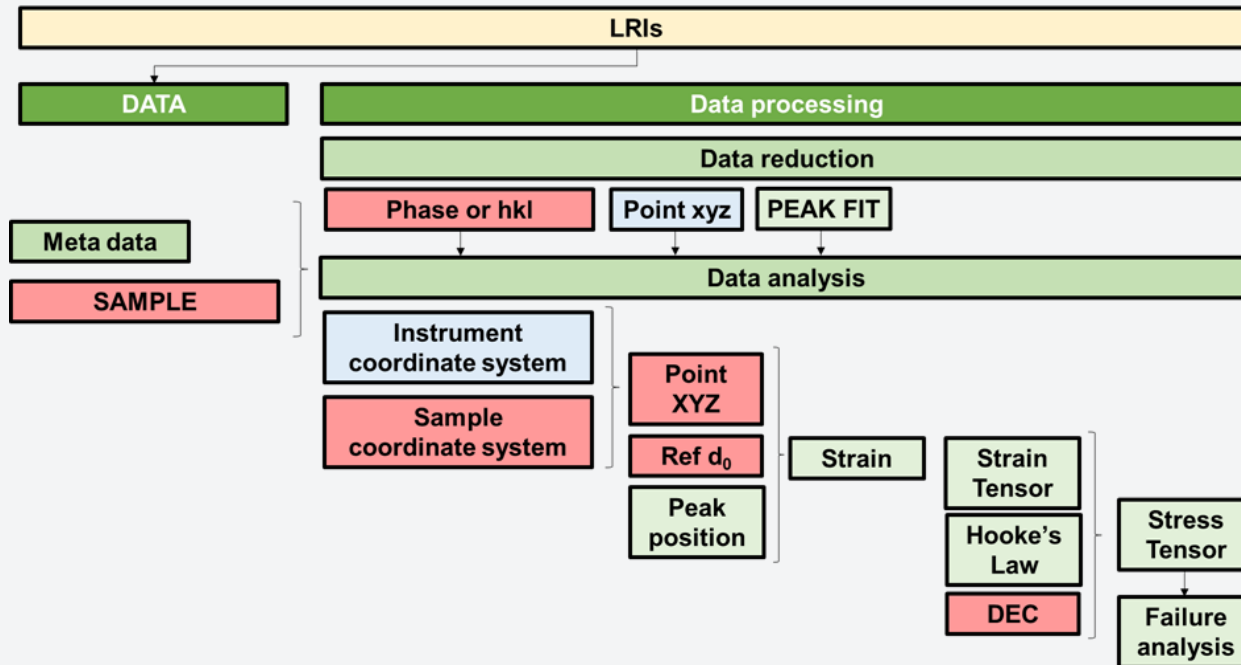 LRIs
DATA
Data processing
Data reduction
Phase or hkl
Point xyz
PEAK FIT
Meta data
SAMPLE
Data analysis
Instrument
coordinate system
Sample
coordinate system
Point
XYZ
Ref d₀
Peak
position
Strain
Strain
Tensor
Hooke's
Law
DEC
Stress
Tensor
Failure
analysis